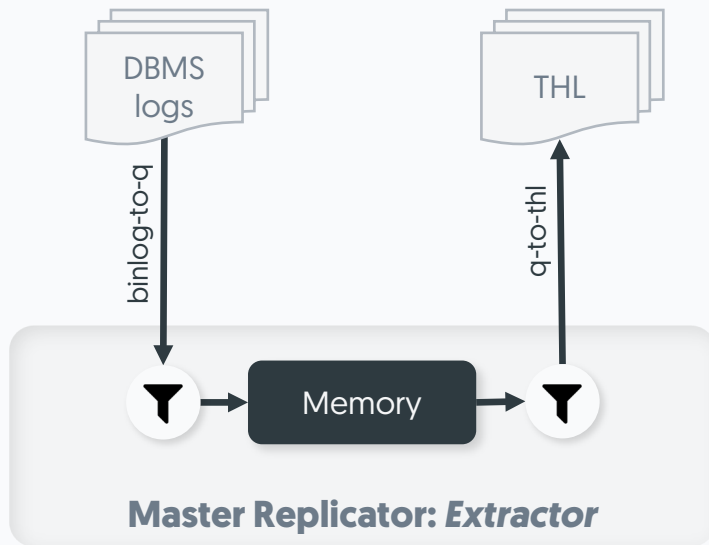 DBMS
logs
THL
binlog-to-q
q-to-thl
Memory
Master Replicator: Extractor